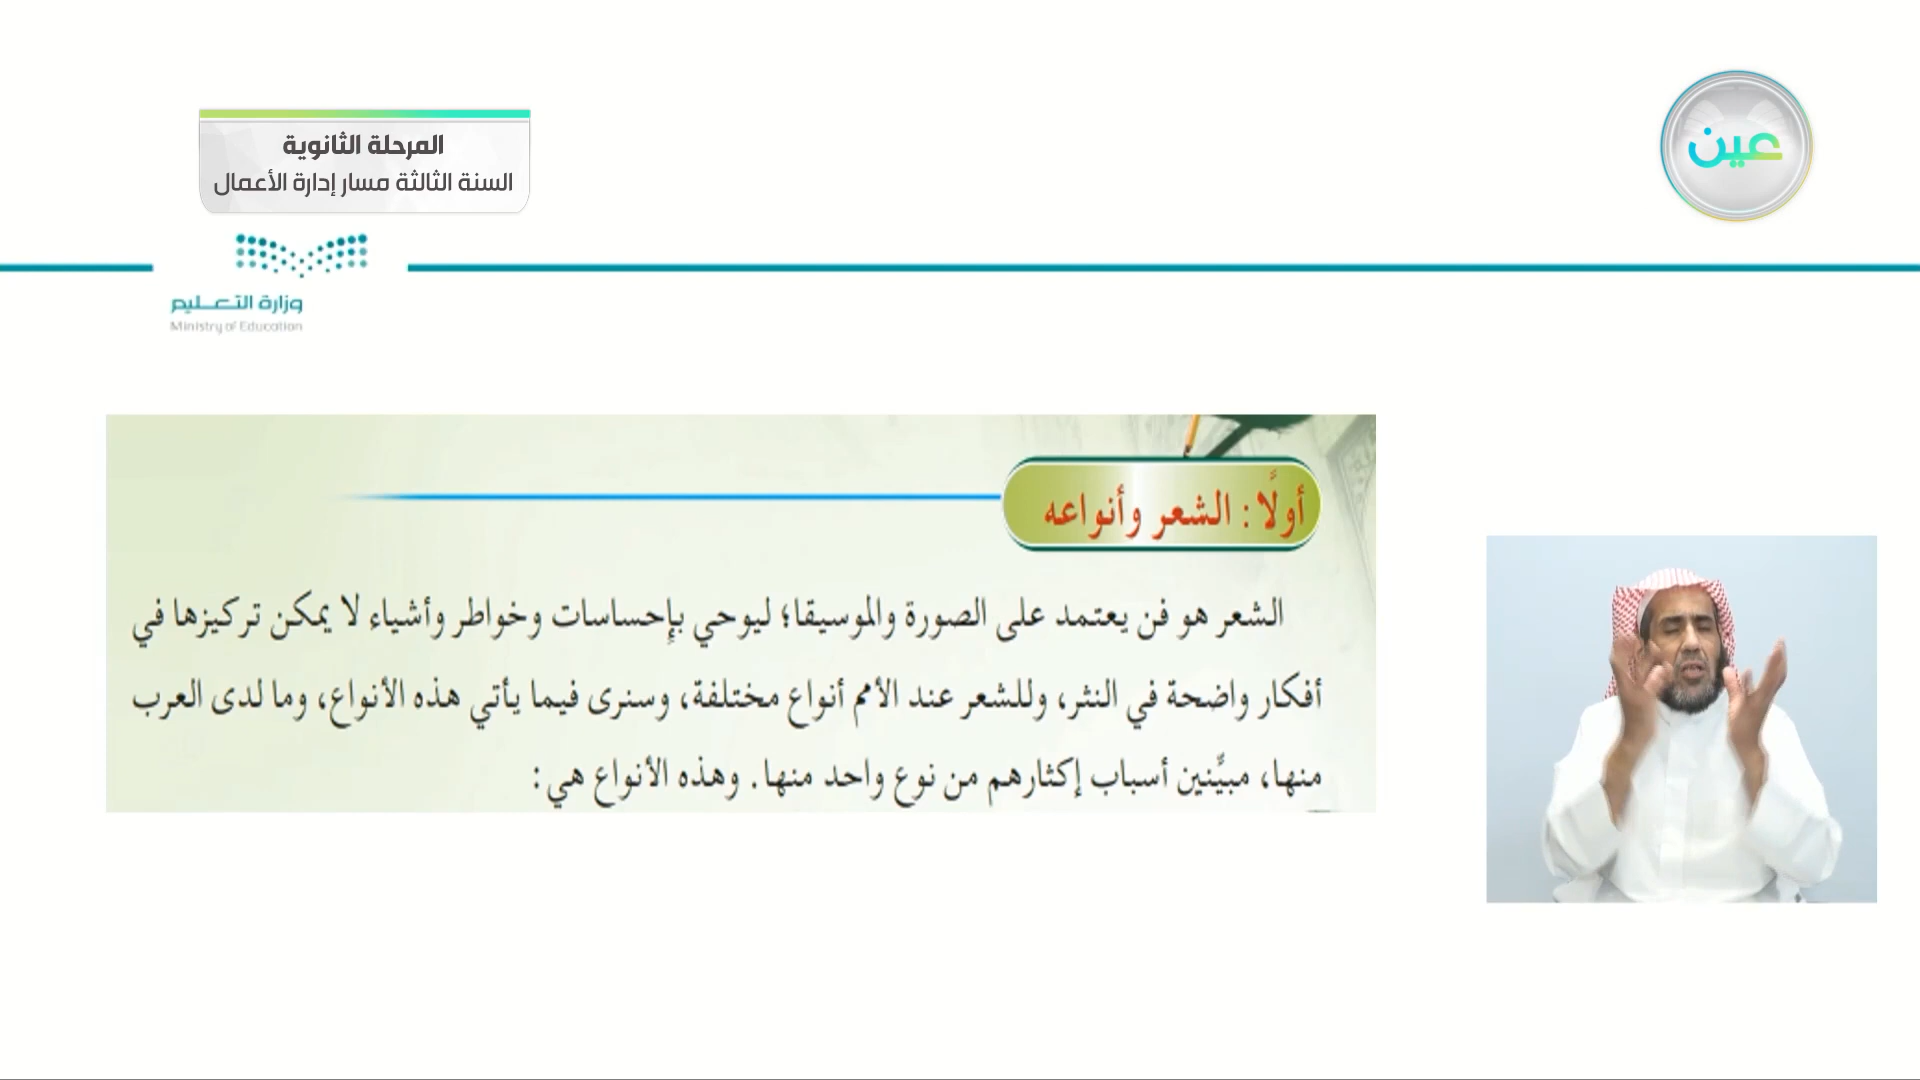 عين
المرحلة الثانوية
السنة الثالثة مسار إدارة الأعمال
وزارة التعليم
Ministry of Education
أولًا : الشعر وأنواعه
الشعر هو فن يعتمد على الصورة والموسيقا؛ ليوحي بإحساسات وخواطر وأشياء لا يمكن تركيزها في
أفكار واضحة في النثر، وللشعر عند الأمم أنواع مختلفة، وسنرى فيما يأتي هذه الأنواع، وما لدى العرب
منها، مبيِّنين أسباب إكثارهم من نوع واحد منها. وهذه الأنواع هي: